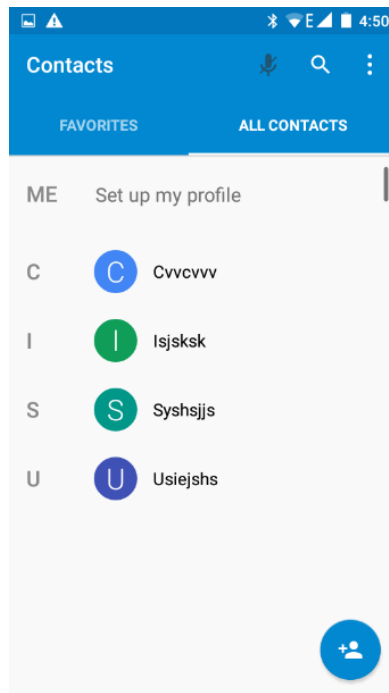 E 4:50
Contacts
FAVORITES ALL CONTACTS
ME Set up my profile
C C Cvvcvvv
I I Isjsksk
S S Syshsjjs
U U Usiejshs